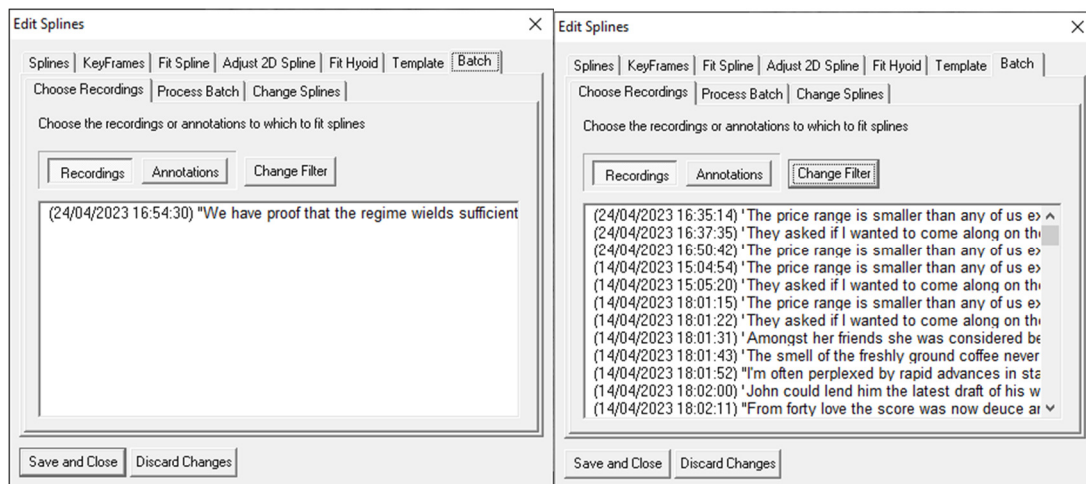 Edit Splines
Splines KeyFrames Fit Spline Adjust 2D Spline Fit Hyoid Template Batch
Choose Recordings Process Batch Change Splines
Choose the recordings or annotations to which to fit splines
Recordings Annotations Change Filter
(24/04/2023 16:54:30) "We have proof that the regime wields sufficient
Save and Close Discard Changes
Edit Splines
Splines KeyFrames Fit Spline Adjust 2D Spline Fit Hyoid Template Batch
Choose Recordings Process Batch Change Splines
Choose the recordings or annotations to which to fit splines
Recordings Annotations Change Filter
(24/04/2023 16:35:14) 'The price range is smaller than any of us ex
(24/04/2023 16:37:35) 'They asked if I wanted to come along on the
(24/04/2023 16:50:42) 'The price range is smaller than any of us ex
(14/04/2023 15:04:54) 'The price range is smaller than any of us ex
(14/04/2023 15:05:20) 'They asked if I wanted to come along on the
(14/04/2023 18:01:15) 'The price range is smaller than any of us ex
(14/04/2023 18:01:22) 'They asked if I wanted to come along on the
(14/04/2023 18:01:31) 'Amongst her friends she was considered be
(14/04/2023 18:01:43) 'The smell of the freshly ground coffee never
(14/04/2023 18:01:52) "I'm often perplexed by rapid advances in sta
(14/04/2023 18:02:00) 'John could lend him the latest draft of his w
(14/04/2023 18:02:11) "From forty love the score was now deuce ar
Save and Close Discard Changes